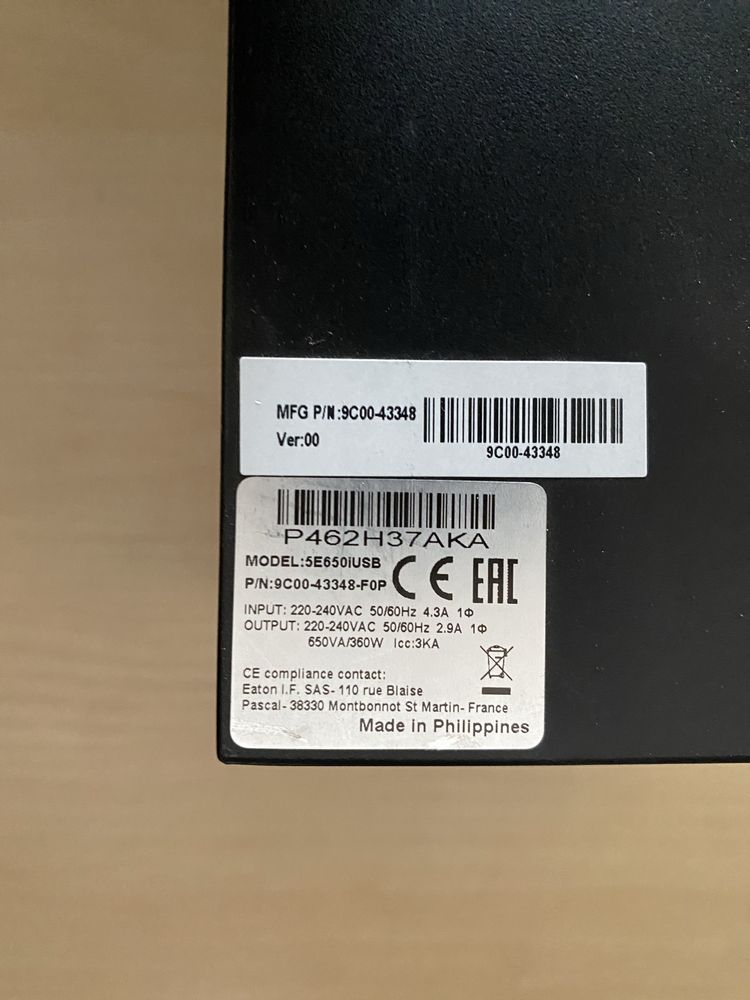 MFG P/N:9C00-43348
Ver:00
9C00-43348
P462H37AKA
MODEL:5E650iUSB
P/N:9C00-43348-F0P
CE EAC
INPUT: 220-240VAC 50/60Hz 4.3A 1Φ
OUTPUT: 220-240VAC 50/60Hz 2.9A 1Φ
650VA/360W Icc:3KA
CE compliance contact:
Eaton I.F. SAS- 110 rue Blaise
Pascal- 38330 Montbonnot St Martin- France
Made in Philippines